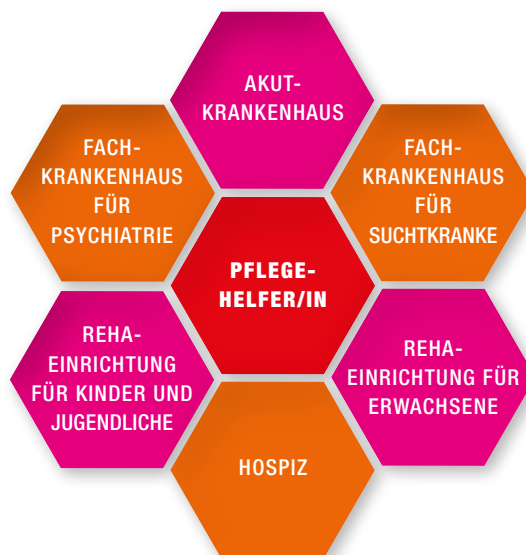 AKUT-
KRANKENHAUS
FACH-
KRANKENHAUS
FÜR
PSYCHIATRIE
FACH-
KRANKENHAUS
FÜR
SUCHTKRANKE
PFLEGE-
HELFER/IN
REHA-
EINRICHTUNG
FÜR KINDER UND
JUGENDLICHE
REHA-
EINRICHTUNG FÜR
ERWACHSENE
HOSPIZ